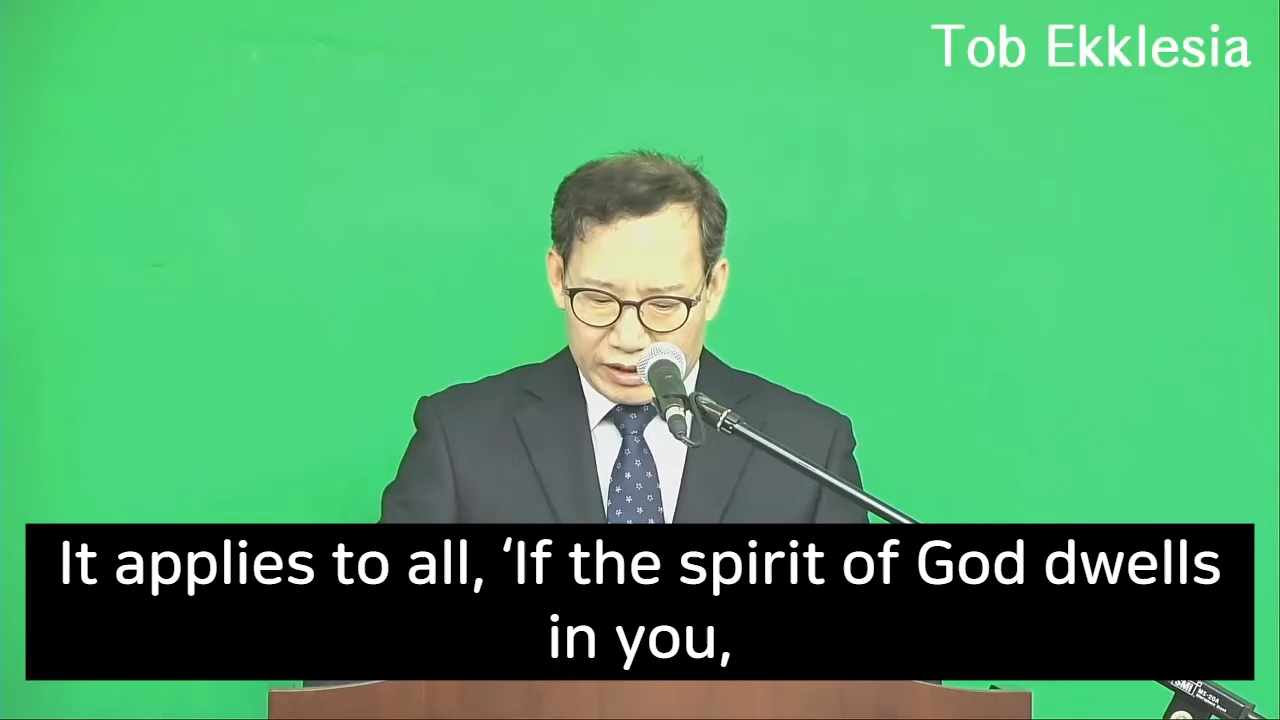 Tob Ekklesia
It applies to all, ‘If the spirit of God dwells
in you,